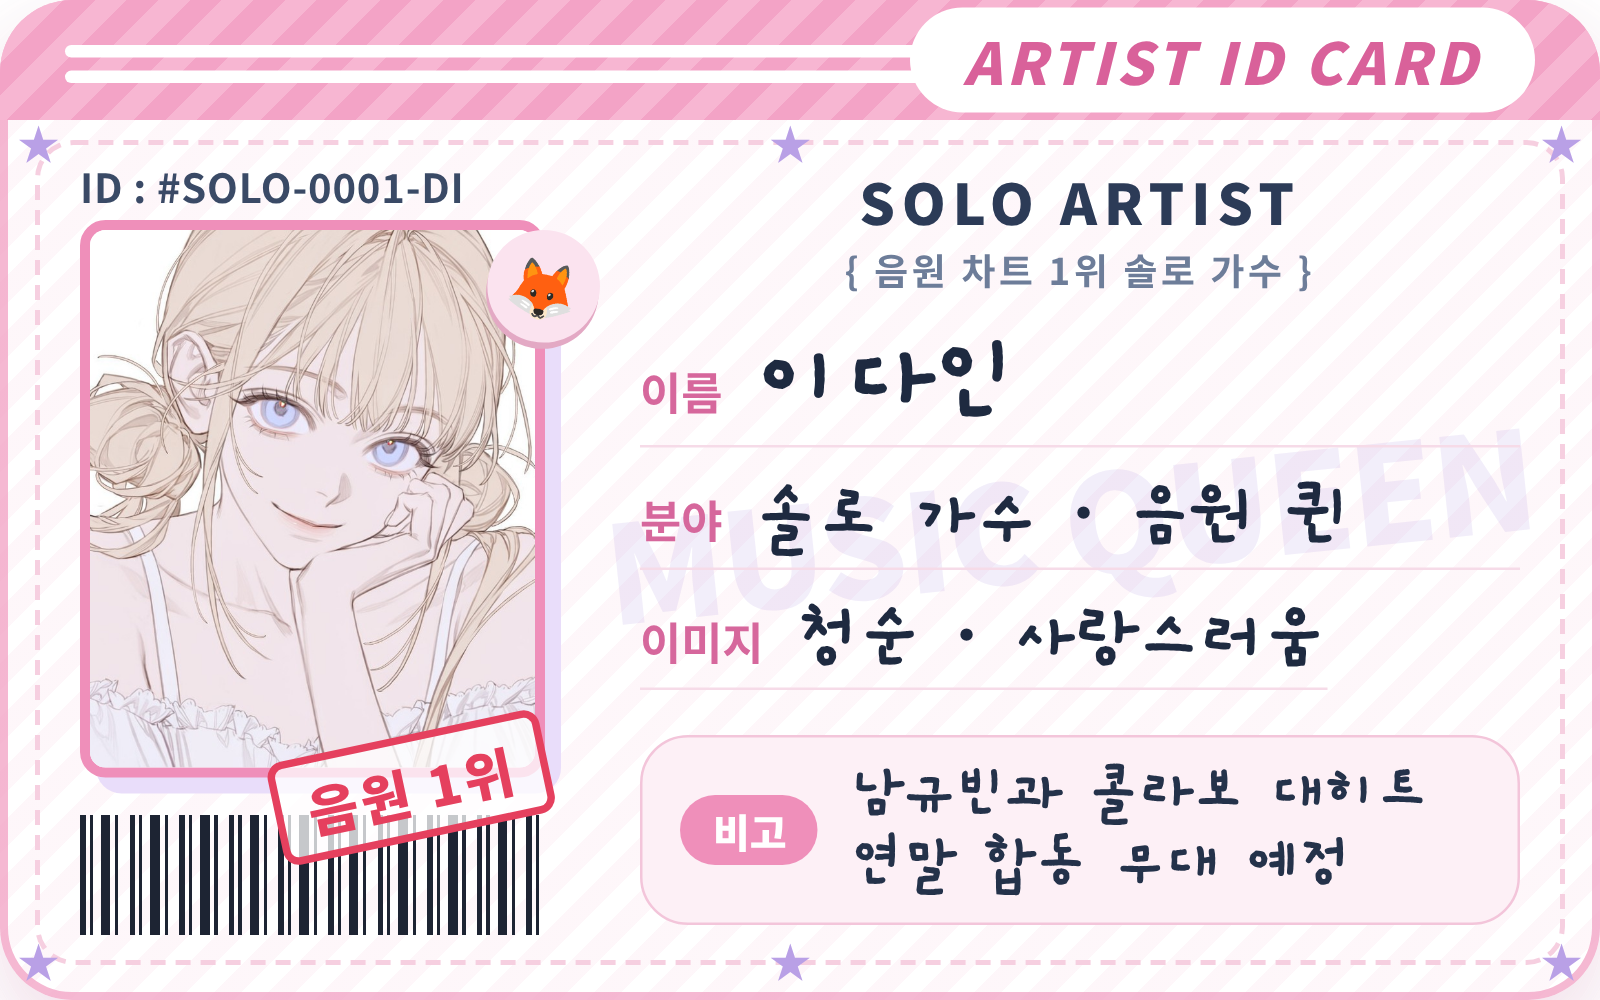 ARTIST ID CARD
ID : #SOLO-0001-DI
SOLO ARTIST
{ 음원 차트 1위 솔로 가수 }
이름 이다인
분야 솔로 가수 · 음원 퀸
MUSIC QUEEN
이미지 청순 · 사랑스러움
음원 1위
비고
남규빈과 콜라보 대히트
연말 합동 무대 예정